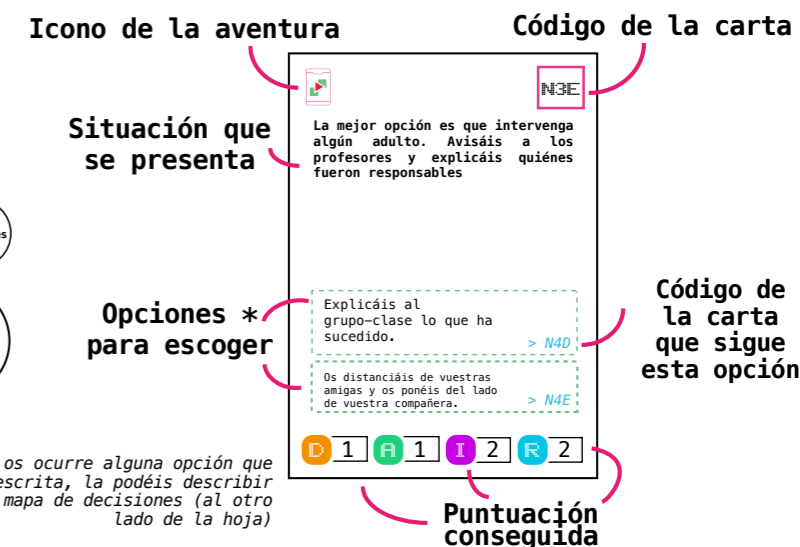 Icono de la aventura
Código de la carta
N3E
Situación que
se presenta
La mejor opción es que intervenga
algún adulto. Avisáis a los
profesores y explicáis quiénes
fueron responsables
Opciones *
para escoger
Explicáis al
grupo-clase lo que ha
sucedido.
> N4D
Os distanciáis de vuestras
amigas y os ponéis del lado
de vuestra compañera.
> N4E
Código de
la carta
que sigue
esta opción
D 1 A 1 I 2 R 2
os ocurre alguna opción que
escrita, la podéis describir
mapa de decisiones (al otro
lado de la hoja)
Puntuación
conseguida